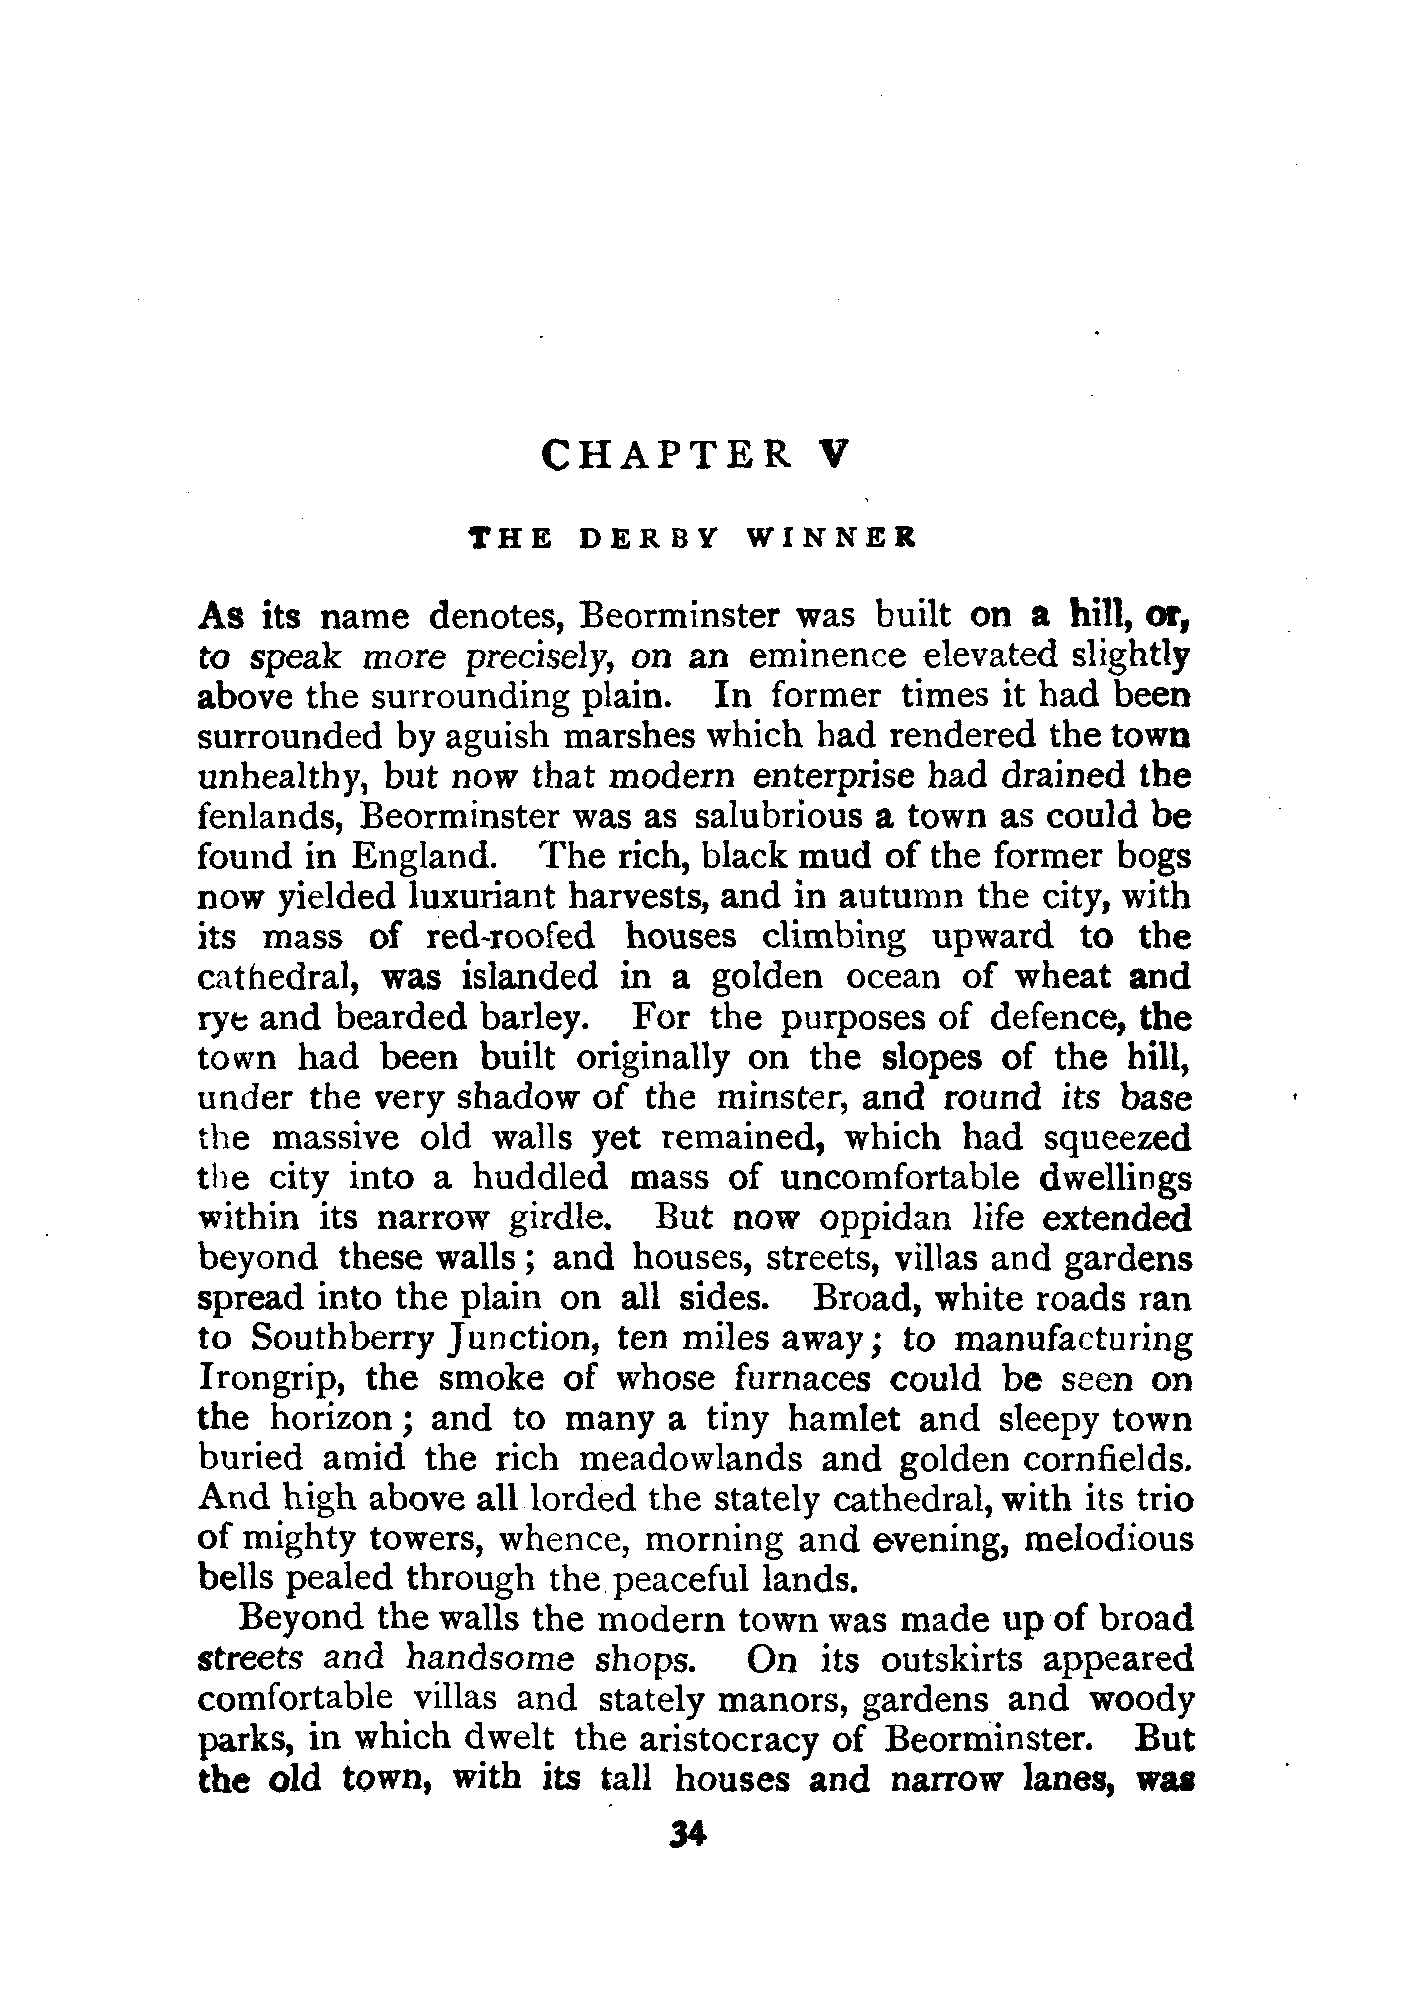 CHAPTER V
THE DERBY WINNER
As its name denotes, Beorminster was built on a hill, or,
to speak more precisely, on an eminence elevated slightly
above the surrounding plain. In former times it had been
surrounded by aguish marshes which had rendered the town
unhealthy, but now that modern enterprise had drained the
fenlands, Beorminster was as salubrious a town as could be
found in England. The rich, black mud of the former bogs
now yielded luxuriant harvests, and in autumn the city, with
its mass of red-roofed houses climbing upward to the
cathedral, was islanded in a golden ocean of wheat and
rye and bearded barley. For the purposes of defence, the
town had been built originally on the slopes of the hill,
under the very shadow of the minster, and round its base
the massive old walls yet remained, which had squeezed
the city into a huddled mass of uncomfortable dwellings
within its narrow girdle. But now oppidan life extended
beyond these walls; and houses, streets, villas and gardens
spread into the plain on all sides. Broad, white roads ran
to Southberry Junction, ten miles away; to manufacturing
Irongrip, the smoke of whose furnaces could be seen on
the horizon; and to many a tiny hamlet and sleepy town
buried amid the rich meadowlands and golden cornfields.
And high above all lorded the stately cathedral, with its trio
of mighty towers, whence, morning and evening, melodious
bells pealed through the peaceful lands.
Beyond the walls the modern town was made up of broad
streets and handsome shops. On its outskirts appeared
comfortable villas and stately manors, gardens and woody
parks, in which dwelt the aristocracy of Beorminster. But
the old town, with its tall houses and narrow lanes, was
34